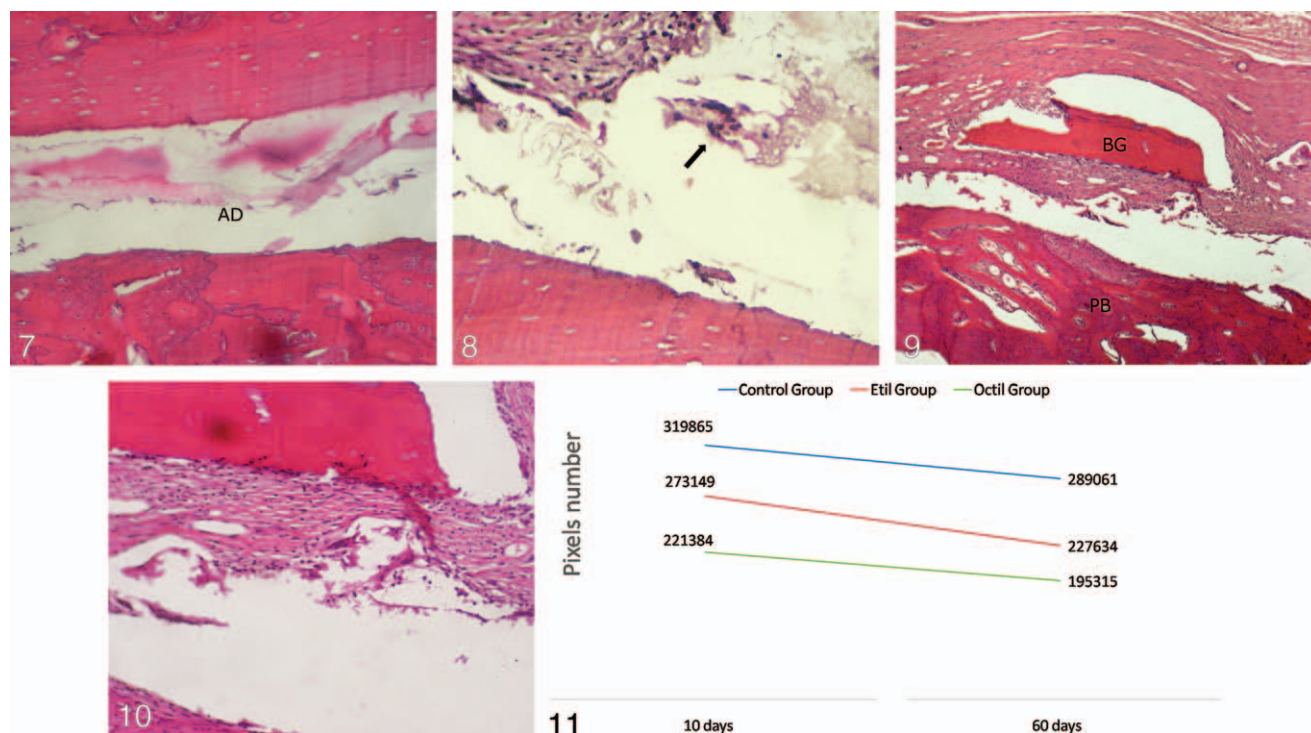 AD
7
8
BG
PB
9
10
Control Group Etil Group Octil Group
Pixels number
319865
289061
273149
227634
221384
195315
11
10 days 60 days